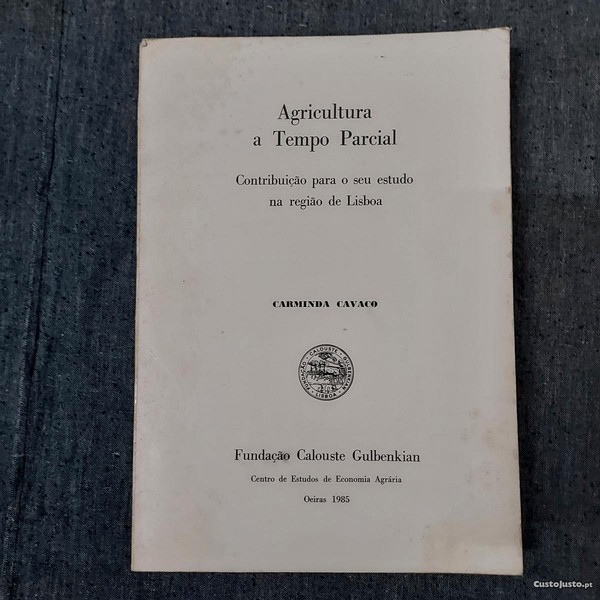 Agricultura
a Tempo Parcial
Contribuição para o seu estudo
na região de Lisboa
CARMINDA CAVACO
FUNDAÇÃO · CALOUSTE · GULBENKIAN
· LISBOA ·
Fundação Calouste Gulbenkian
Centro de Estudos de Economia Agrária
Oeiras 1985
CustoJusto.pt